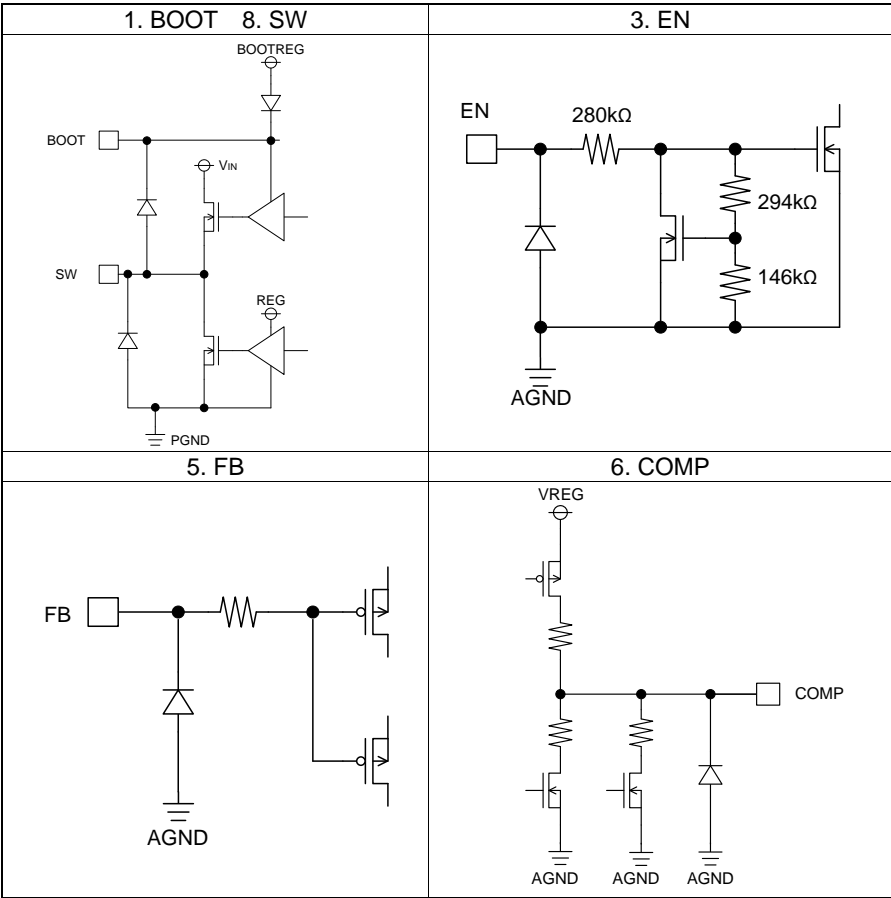 1. BOOT 8. SW
BOOTREG
BOOT
VIN
SW
REG
PGND
3. EN
EN
280kΩ
294kΩ
146kΩ
AGND
5. FB
FB
AGND
6. COMP
VREG
COMP
AGND AGND AGND